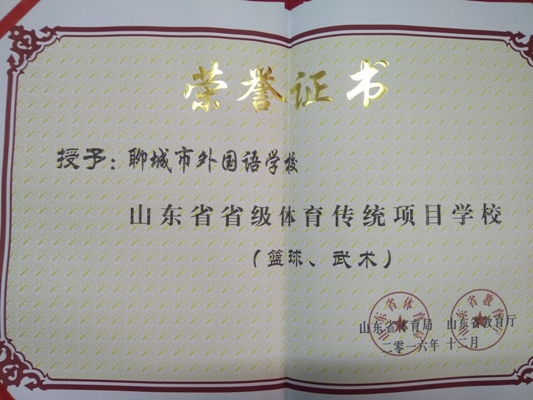 荣誉证书
授予：聊城市外国语学校
山东省省级体育传统项目学校
（篮球、武术）
山东省体育局 山东省教育厅
二零一六年十二月